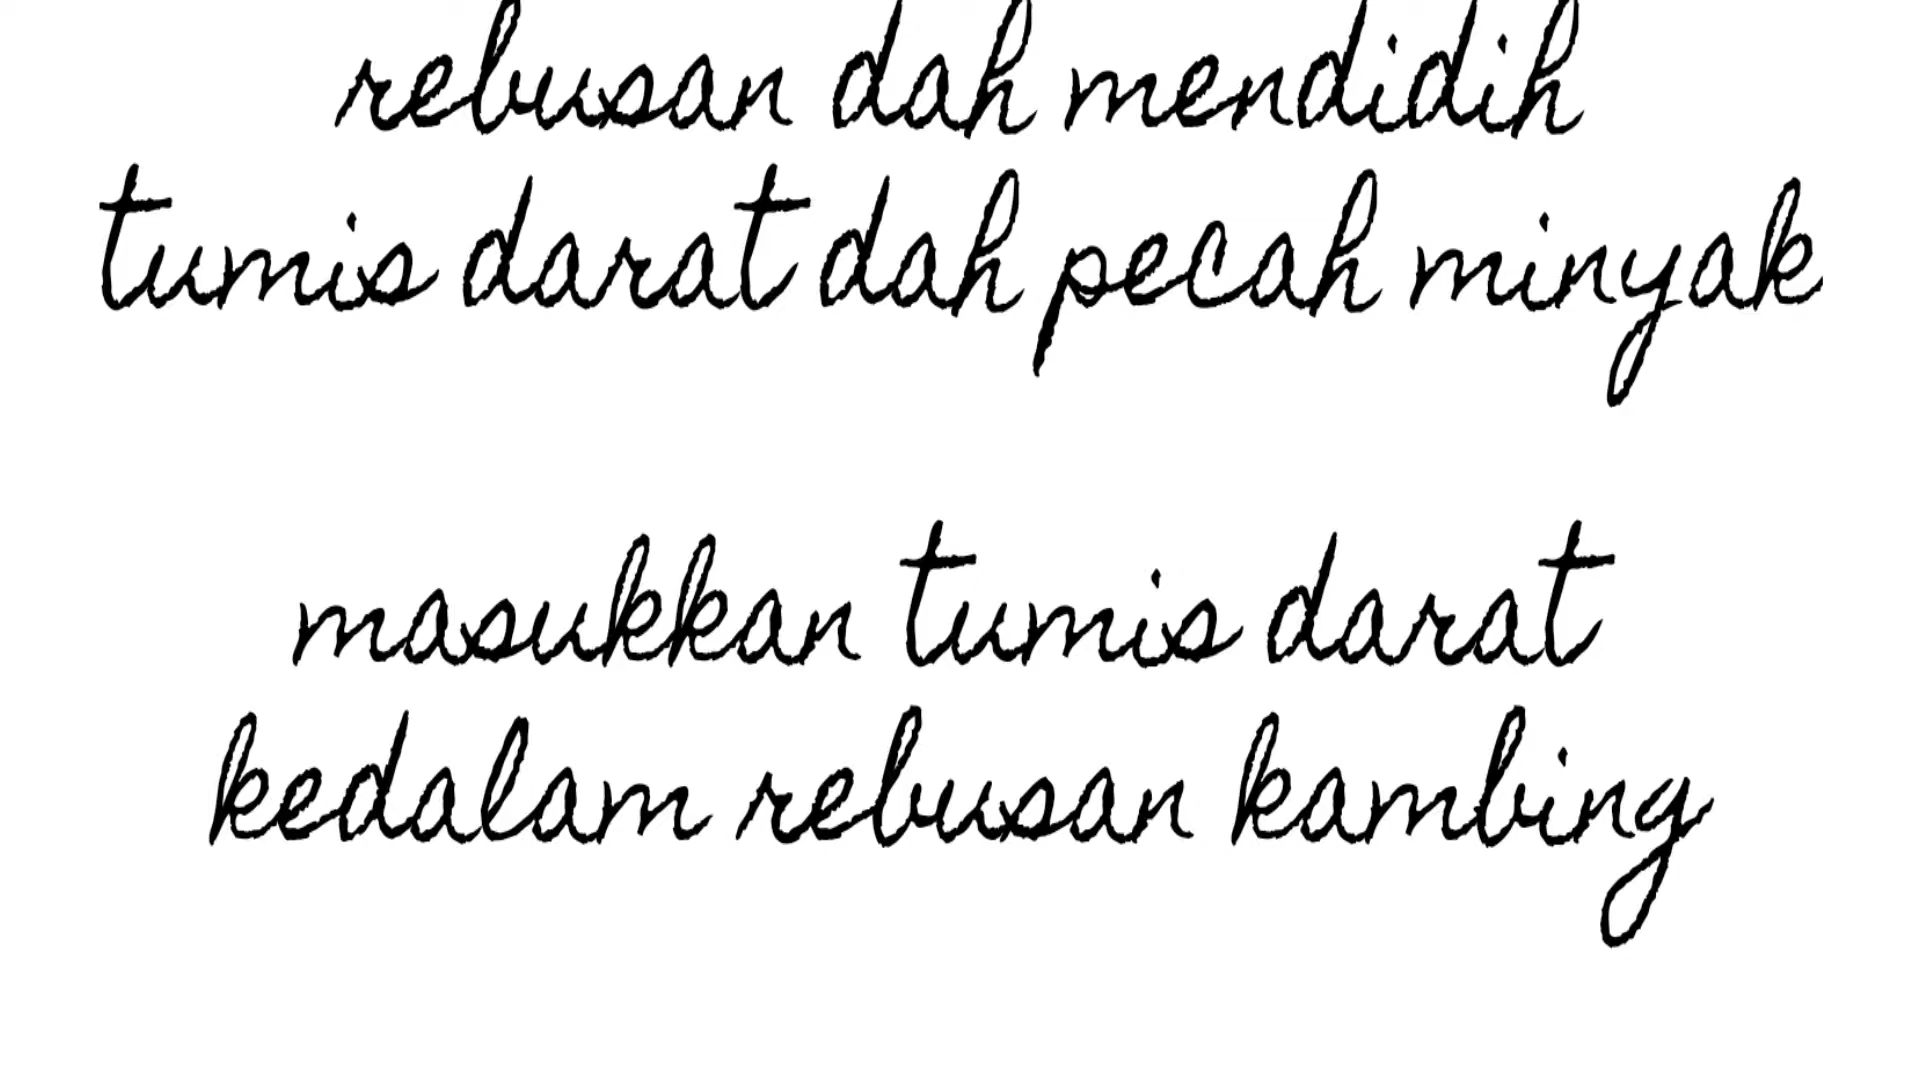 rebusan dah mendidih
tumis darat dah pecah minyak
masukkan tumis darat
kedalam rebusan kambing